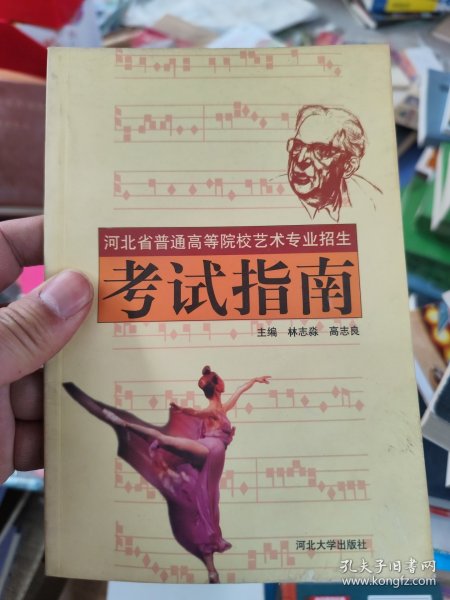 河北省普通高等院校艺术专业招生
考试指南
主编 林志淼 高志良
河北大学出版社
孔夫子旧书网
www.kongfz.com